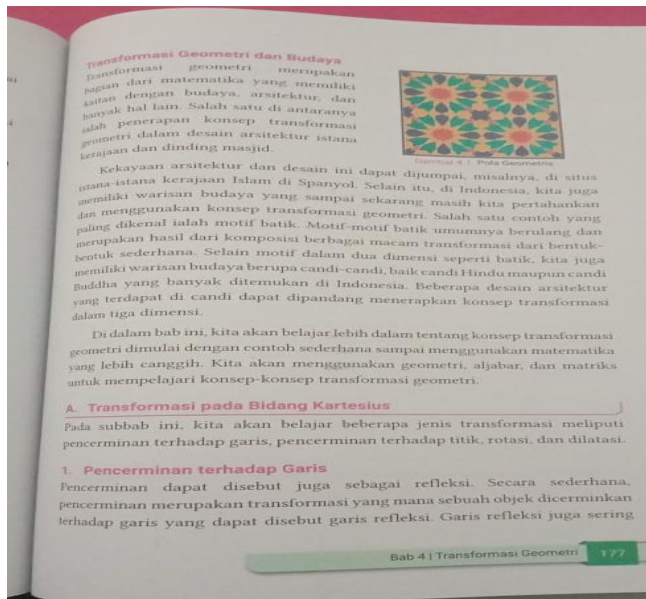 Transformasi Geometri dan Budaya
Transformasi geometri merupakan
bagian dari matematika yang memiliki
kaitan dengan budaya, arsitektur, dan
banyak hal lain. Salah satu di antaranya
ialah penerapan konsep transformasi
geometri dalam desain arsitektur istana
kerajaan dan dinding masjid.
Gambar 4.1. Pola Geometris
Kekayaan arsitektur dan desain ini dapat dijumpai, misalnya, di situs
istana-istana kerajaan Islam di Spanyol. Selain itu, di Indonesia, kita juga
memiliki warisan budaya yang sampai sekarang masih kita pertahankan
dan menggunakan konsep transformasi geometri. Salah satu contoh yang
paling dikenal ialah motif batik. Motif-motif batik umumnya berulang dan
merupakan hasil dari komposisi berbagai macam transformasi dari bentuk-
bentuk sederhana. Selain motif dalam dua dimensi seperti batik, kita juga
memiliki warisan budaya berupa candi-candi, baik candi Hindu maupun candi
Buddha yang banyak ditemukan di Indonesia. Beberapa desain arsitektur
yang terdapat di candi dapat dipandang menerapkan konsep transformasi
dalam tiga dimensi.
Di dalam bab ini, kita akan belajar lebih dalam tentang konsep transformasi
geometri dimulai dengan contoh sederhana sampai menggunakan matematika
yang lebih canggih. Kita akan menggunakan geometri, aljabar, dan matriks
untuk mempelajari konsep-konsep transformasi geometri.
A. Transformasi pada Bidang Kartesius
Pada subbab ini, kita akan belajar beberapa jenis transformasi meliputi
pencerminan terhadap garis, pencerminan terhadap titik, rotasi, dan dilatasi.
1. Pencerminan terhadap Garis
Pencerminan dapat disebut juga sebagai refleksi. Secara sederhana,
pencerminan merupakan transformasi yang mana sebuah objek dicerminkan
terhadap garis yang dapat disebut garis refleksi. Garis refleksi juga sering
Bab 4 | Transformasi Geometri 177